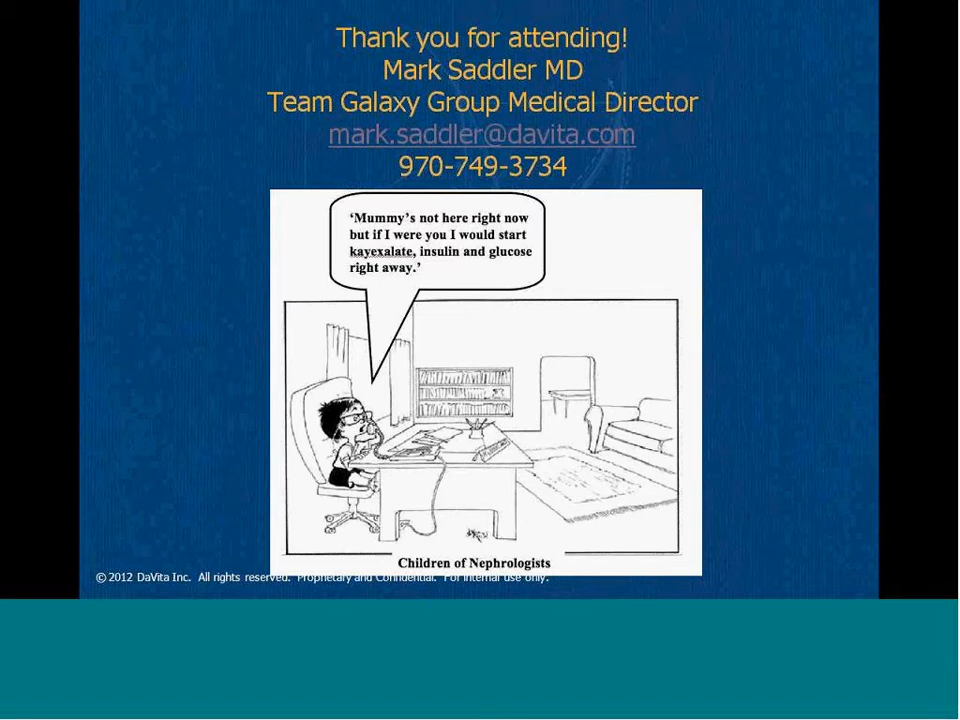 Thank you for attending!
Mark Saddler MD
Team Galaxy Group Medical Director
mark.saddler@davita.com
970-749-3734
‘Mummy’s not here right now
but if I were you I would start
kayexalate, insulin and glucose
right away.’
Children of Nephrologists
© 2012 DaVita Inc. All rights reserved. Proprietary and Confidential. For internal use only.